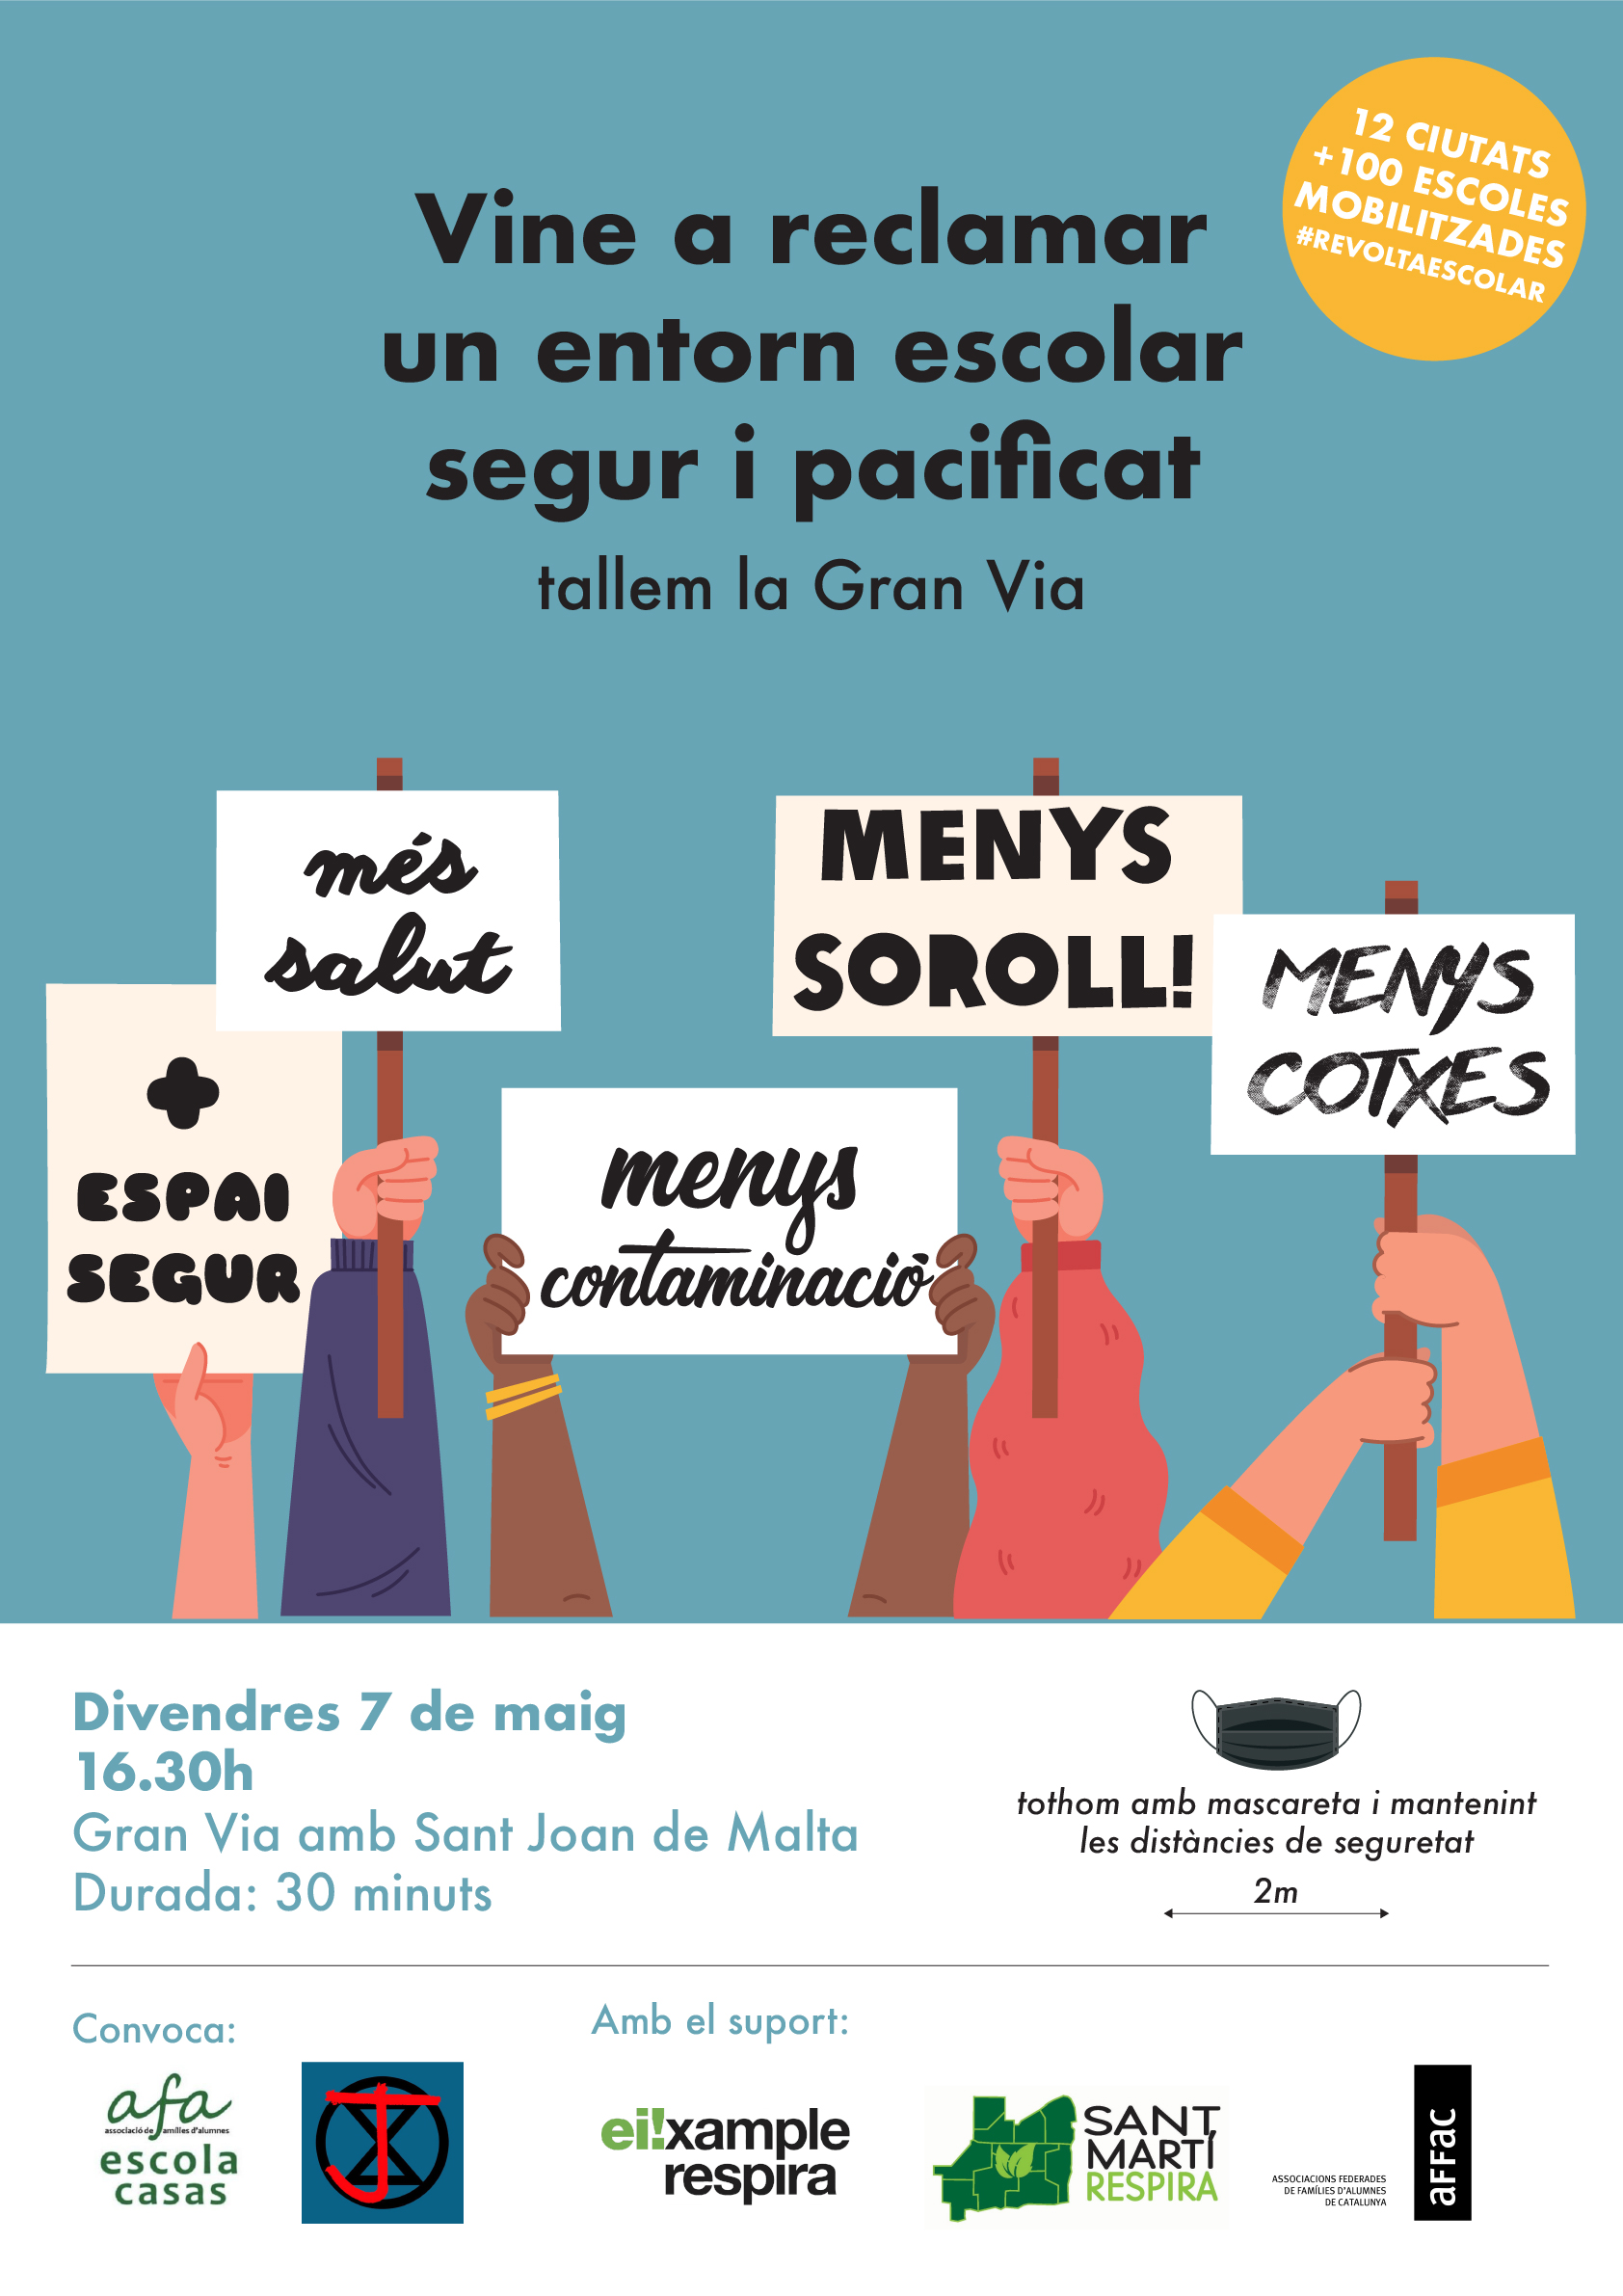 12 CIUTATS
+100 ESCOLES
MOBILITZADES
#REVOLTAESCOLAR
Vine a reclamar
un entorn escolar
segur i pacificat
tallem la Gran Via
més
salut
MENYS
SOROLL!
MENYS
COTXES
+
ESPAI
SEGUR
menys
contaminació
Divendres 7 de maig
16.30h
Gran Via amb Sant Joan de Malta
Durada: 30 minuts
tothom amb mascareta i mantenint
les distàncies de seguretat
2m
Convoca:
Amb el suport:
afa
associació de famílies d'alumnes
escola
casas
ei!xample
respira
SANT
MARTÍ
RESPIRA
ASSOCIACIONS FEDERADES
DE FAMÍLIES D'ALUMNES
DE CATALUNYA
aFFaC